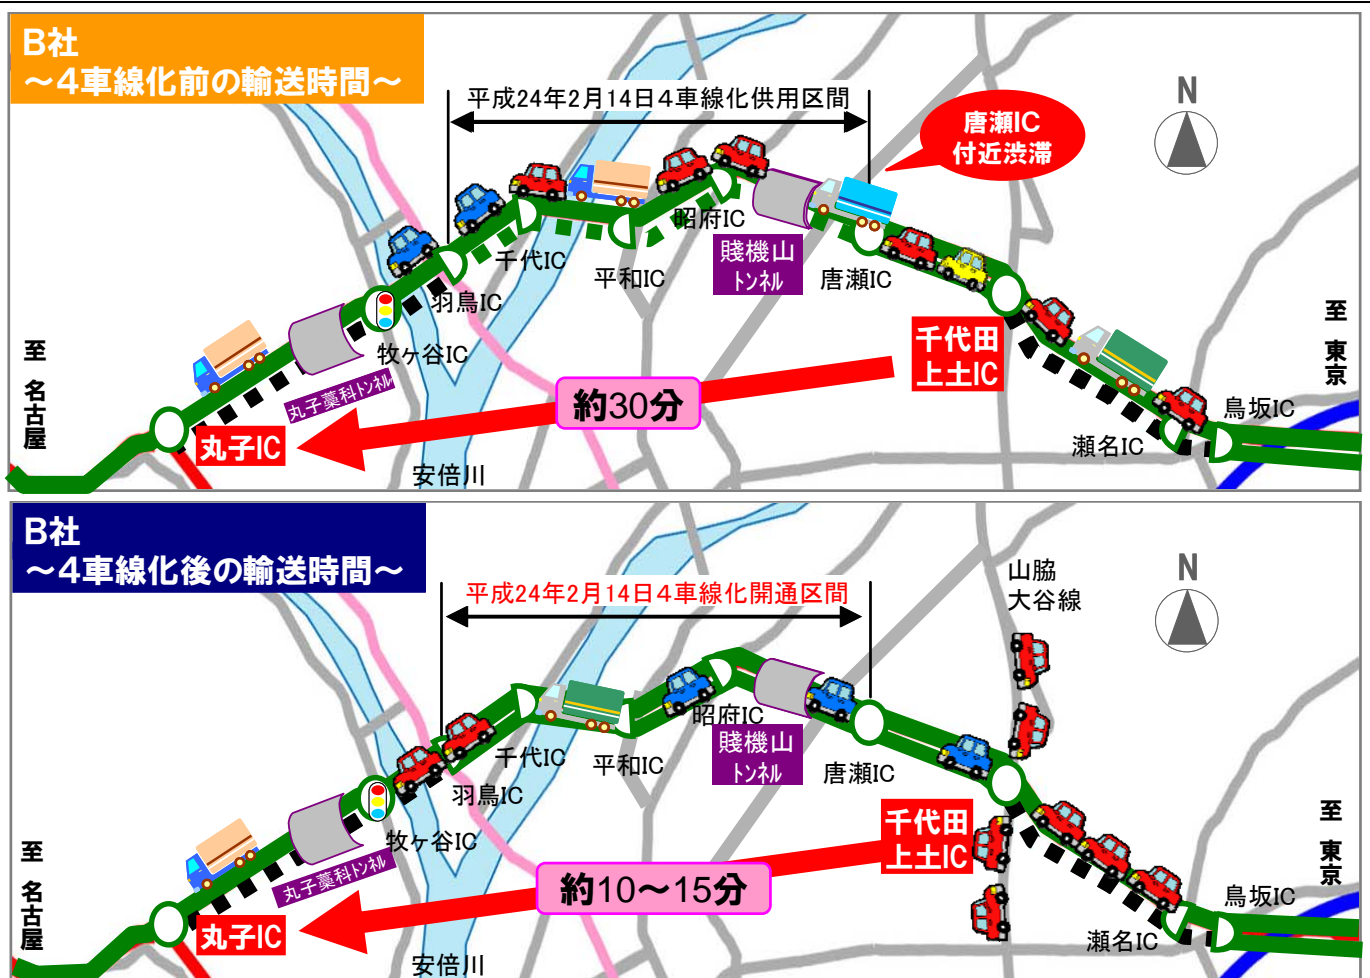 B社
～4車線化前の輸送時間～
平成24年2月14日4車線化供用区間
唐瀬IC
付近渋滞
N
昭府IC
千代IC
平和IC
賤機山
トンネル
唐瀬IC
羽鳥IC
牧ヶ谷IC
丸子藁科トンネル
千代田
上土IC
至 東京
至 名古屋
約30分
丸子IC
安倍川
瀬名IC
鳥坂IC
B社
～4車線化後の輸送時間～
平成24年2月14日4車線化開通区間
山脇
大谷線
N
昭府IC
千代IC
平和IC
賤機山
トンネル
唐瀬IC
羽鳥IC
牧ヶ谷IC
丸子藁科トンネル
千代田
上土IC
至 東京
至 名古屋
約10～15分
丸子IC
安倍川
瀬名IC
鳥坂IC